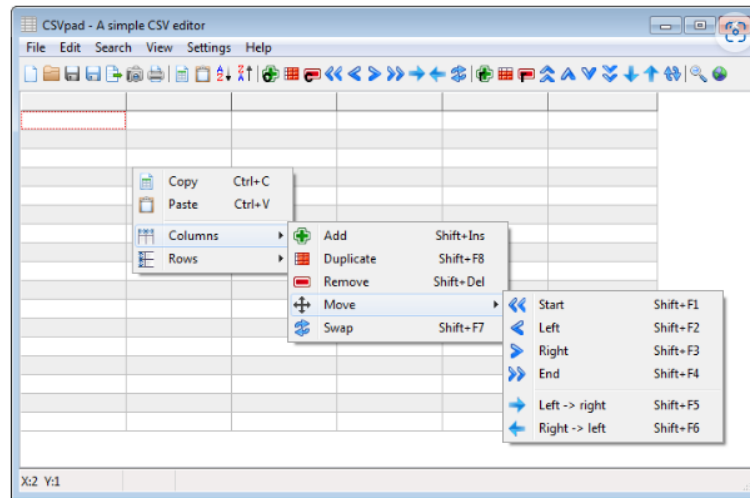 CSVpad - A simple CSV editor
File Edit Search View Settings Help
Copy Ctrl+C
Paste Ctrl+V
Columns
Rows
Add Shift+Ins
Duplicate Shift+F8
Remove Shift+Del
Move
Swap Shift+F7
Start Shift+F1
Left Shift+F2
Right Shift+F3
End Shift+F4
Left -> right Shift+F5
Right -> left Shift+F6
X:2 Y:1